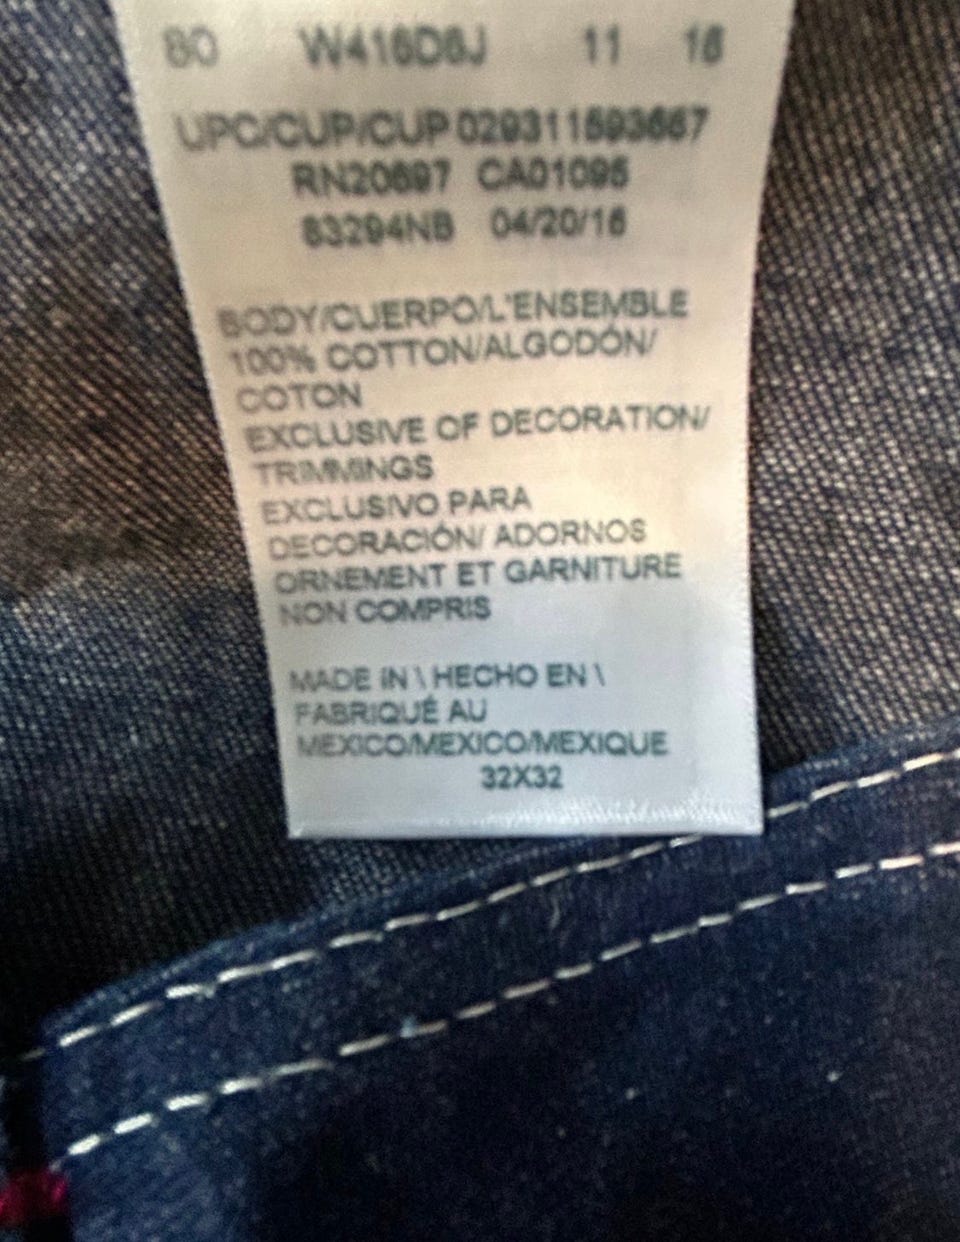 80 W416D6J 11 16
UPC/CUP/CUP 029311593667
RN20697 CA01095
83294NB 04/20/16
BODY/CUERPO/L'ENSEMBLE
100% COTTON/ALGODÓN/
COTON
EXCLUSIVE OF DECORATION/
TRIMMINGS
EXCLUSIVO PARA
DECORACIÓN/ ADORNOS
ORNEMENT ET GARNITURE
NON COMPRIS
MADE IN \ HECHO EN \
FABRIQUÉ AU
MEXICO/MEXICO/MEXIQUE
32X32